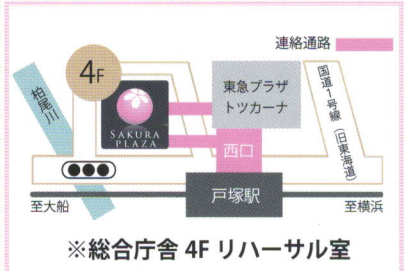 連絡通路
4F
柏尾川
SAKURA
PLAZA
東急プラザ
トツカーナ
国道1号線（旧東海道）
西口
戸塚駅
至大船
至横浜
※総合庁舎 4F リハーサル室